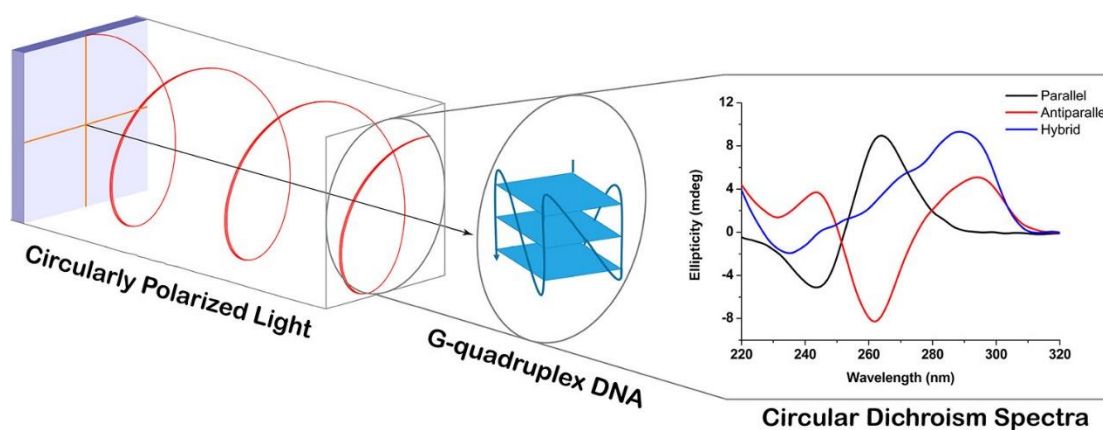 Circularly Polarized Light
G-quadruplex DNA
12
8
4
0
-4
-8
Ellipticity (mdeg)
Parallel
Antiparallel
Hybrid
220 240 260 280 300 320
Wavelength (nm)
Circular Dichroism Spectra